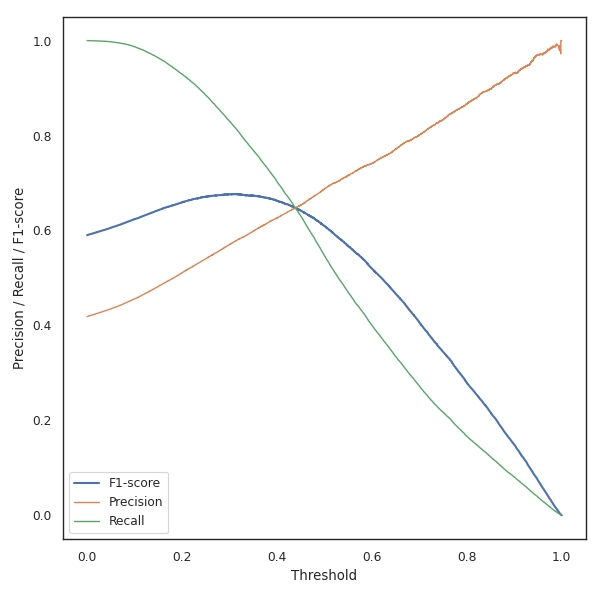 Precision / Recall / F1-score
1.0
0.8
0.6
0.4
0.2
0.0
F1-score
Precision
Recall
0.0 0.2 0.4 0.6 0.8 1.0
Threshold